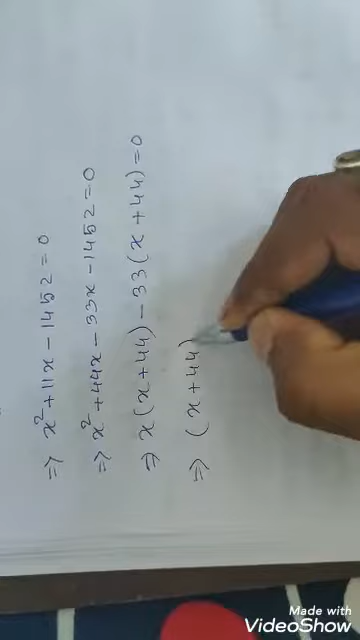 ⇒ x² + 11x - 1452 = 0
⇒ x² + 44x - 33x - 1452 = 0
⇒ x(x + 44) - 33(x + 44) = 0
⇒ (x + 44)
Made with
VideoShow